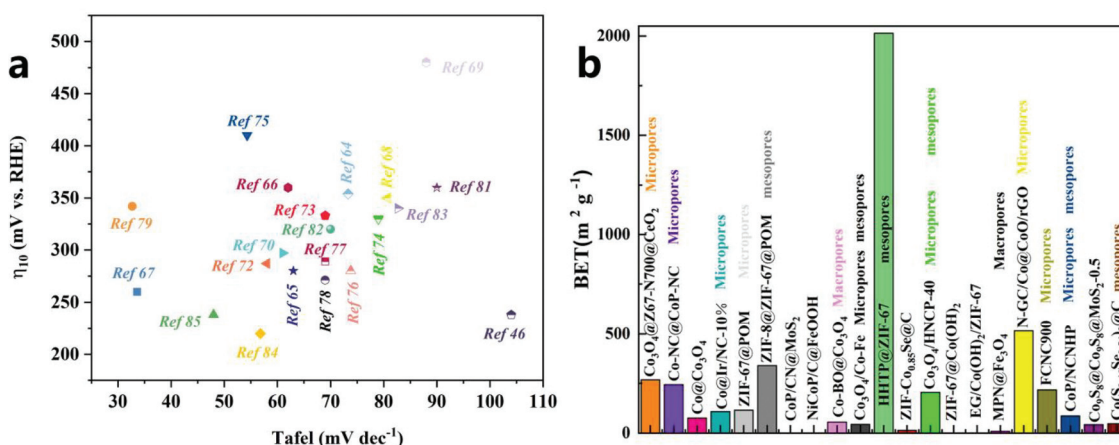 a
η10 (mV vs. RHE)
500
450
400
350
300
250
200
30
40
50
60
70
80
90
100
110
Tafel (mV dec-1)
Ref 69
Ref 75
Ref 64
Ref 68
Ref 66
Ref 81
Ref 79
Ref 73
Ref 83
Ref 82
Ref 74
Ref 70
Ref 77
Ref 72
Ref 67
Ref 65
Ref 78
Ref 76
Ref 85
Ref 84
Ref 46
b
BET(m2 g-1)
2000
1500
1000
500
0
Co3O4@Z67-N700@CeO2 Micropores
Co-NC@CoP-NC Micropores
Co@Co3O4
Co@Ir/NC-10% Micropores
ZIF-67@POM Micropores
ZIF-8@ZIF-67@POM mesopores
CoP/CN@MoS2
NiCoP/C@FeOOH
Co-BO@Co3O4 Macropores
Co3O4/Co-Fe Micropores mesopores
HHTP@ZIF-67 mesopores
ZIF-Co0.85Se@C
Co3O4/HNCP-40 Micropores mesopores
ZIF-67@Co(OH)2
EG/Co(OH)2/ZIF-67
MPN@Fe3O4 Macropores
N-GC/Co@CoO/rGO Micropores
FCNC900 Micropores
CoP/NCNHP Micropores mesopores
Co9S8@Co9S8@MoS2-0.5
mesopores